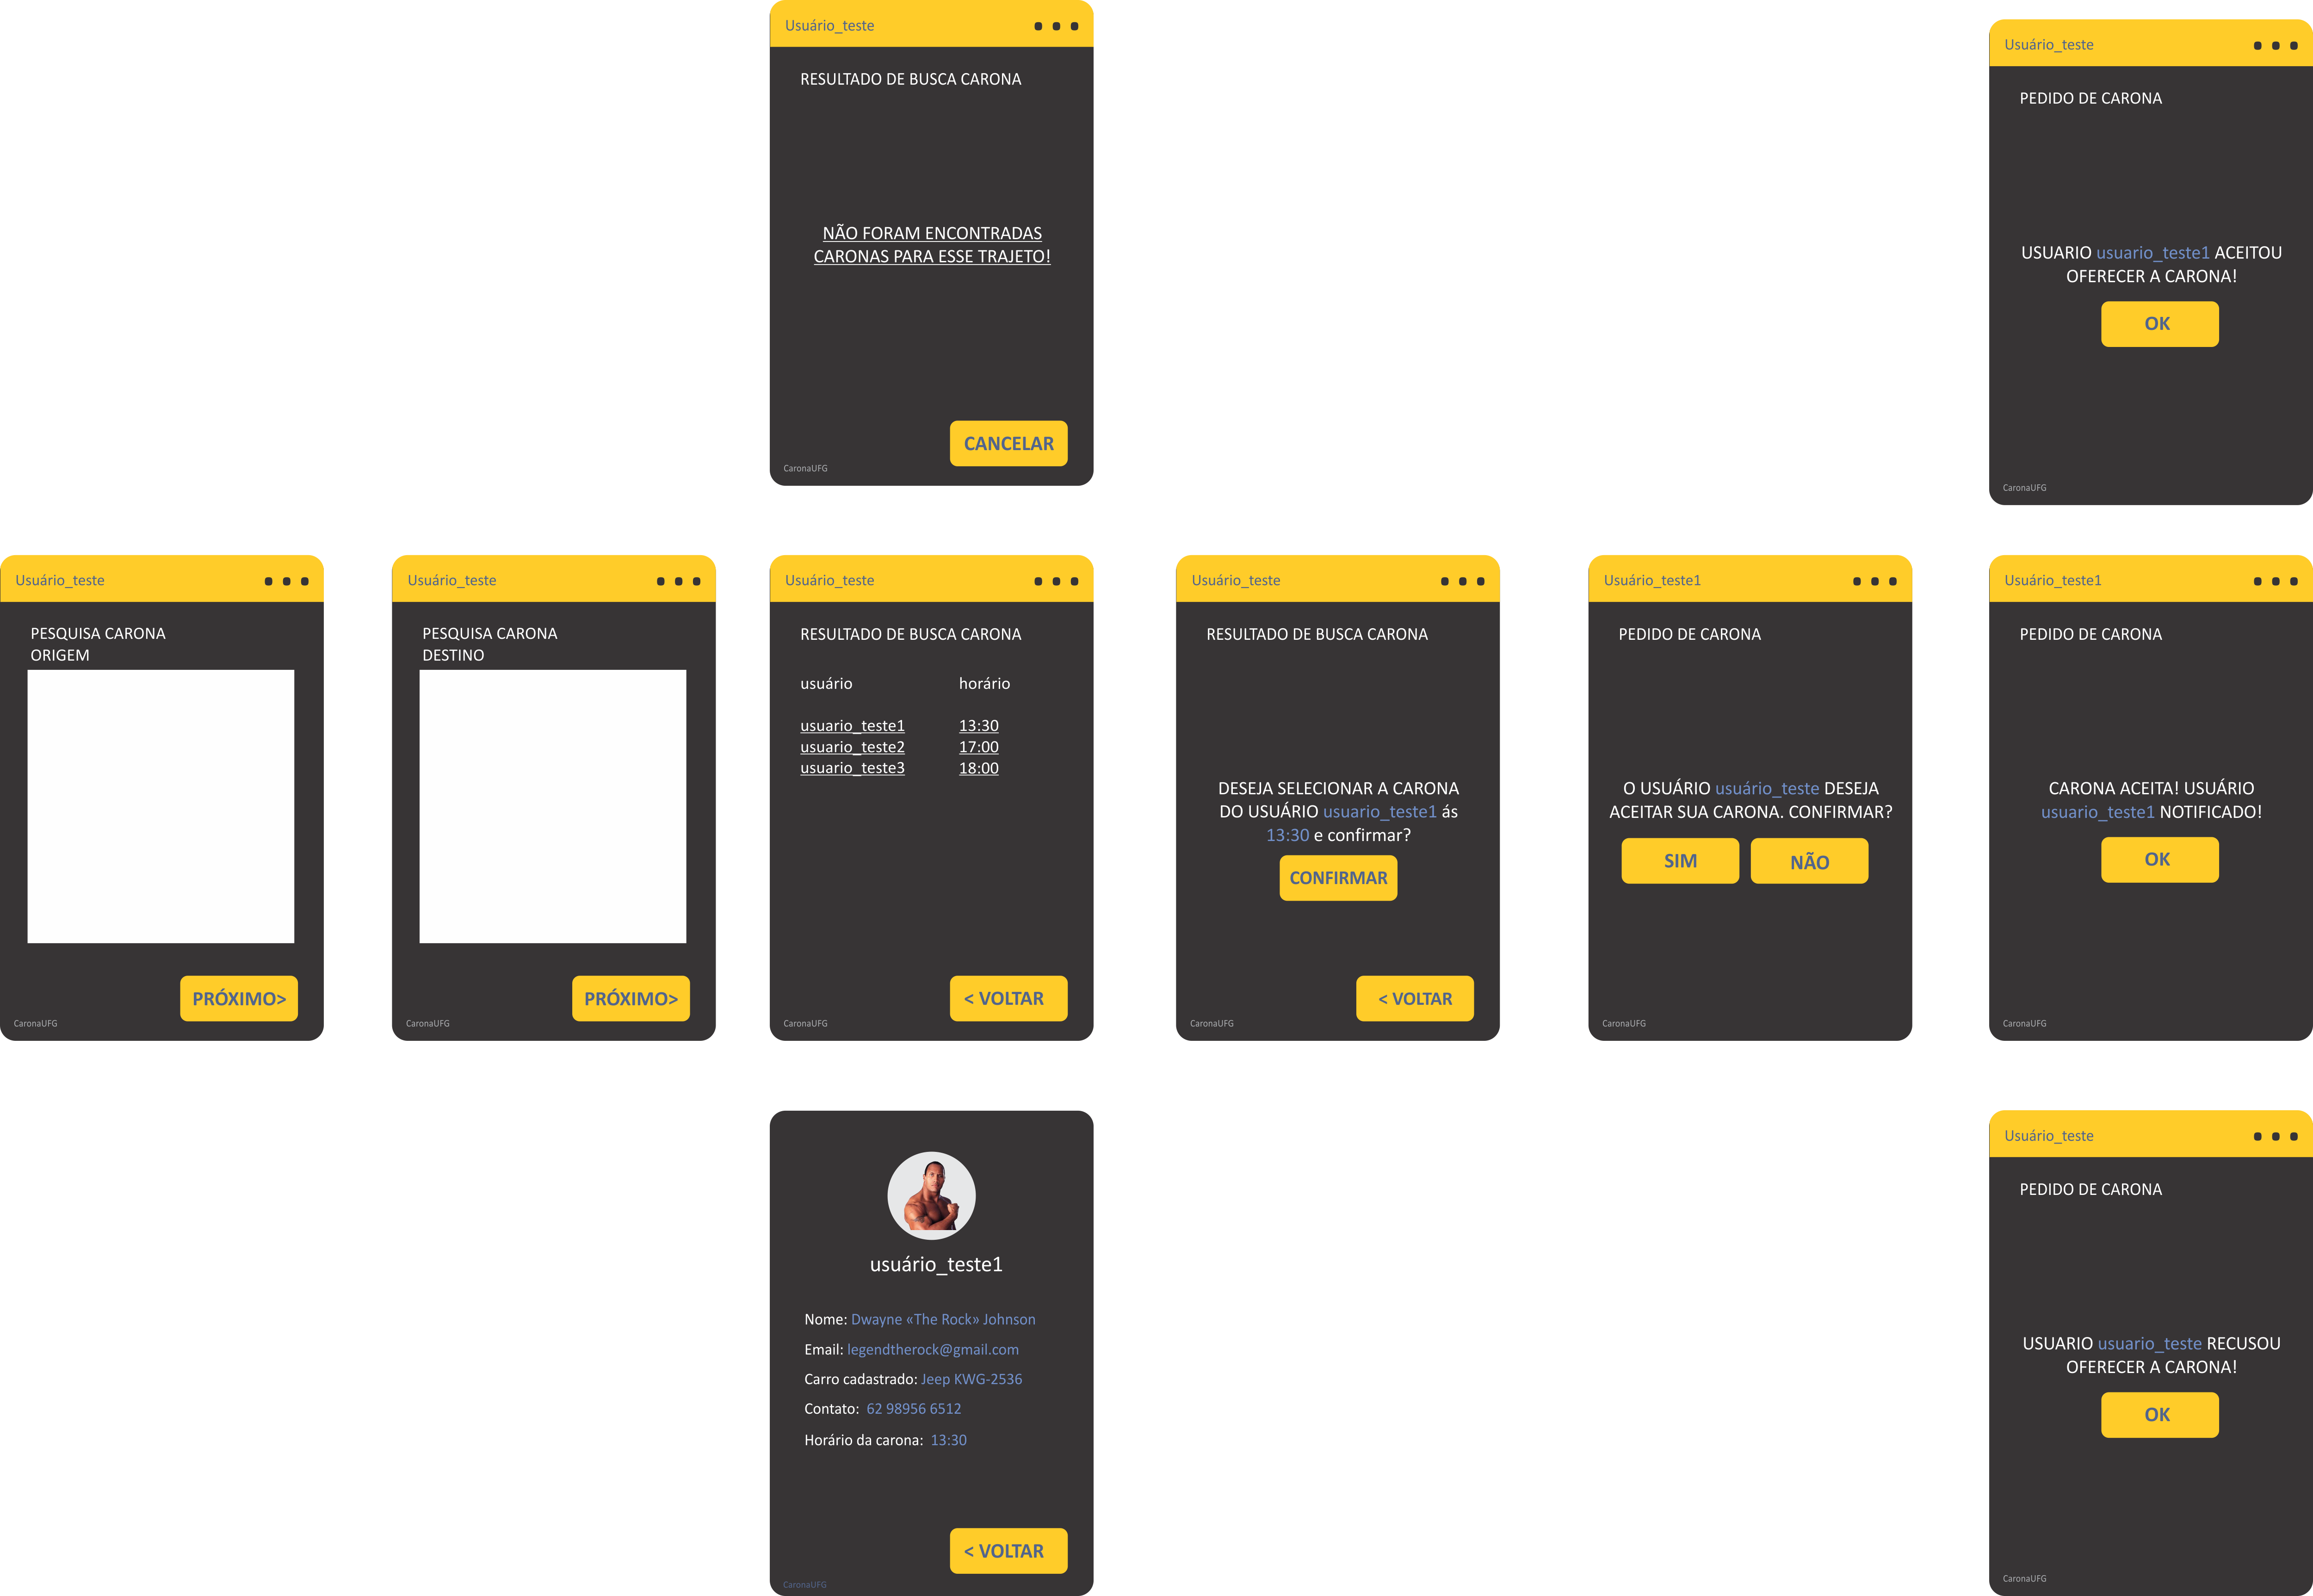 Usuário_teste
RESULTADO DE BUSCA CARONA
NÃO FORAM ENCONTRADAS
CARONAS PARA ESSE TRAJETO!
CANCELAR
CaronaUFG
Usuário_teste
PEDIDO DE CARONA
USUARIO usuario_teste1 ACEITOU
OFERECER A CARONA!
OK
CaronaUFG
Usuário_teste
PESQUISA CARONA
ORIGEM
PRÓXIMO>
CaronaUFG
Usuário_teste
PESQUISA CARONA
DESTINO
PRÓXIMO>
CaronaUFG
Usuário_teste
RESULTADO DE BUSCA CARONA
usuário horário
usuario_teste1 13:30
usuario_teste2 17:00
usuario_teste3 18:00
< VOLTAR
CaronaUFG
Usuário_teste
RESULTADO DE BUSCA CARONA
DESEJA SELECIONAR A CARONA
DO USUÁRIO usuario_teste1 ás
13:30 e confirmar?
CONFIRMAR
< VOLTAR
CaronaUFG
Usuário_teste1
PEDIDO DE CARONA
O USUÁRIO usuário_teste DESEJA
ACEITAR SUA CARONA. CONFIRMAR?
SIM NÃO
CaronaUFG
Usuário_teste1
PEDIDO DE CARONA
CARONA ACEITA! USUÁRIO
usuario_teste1 NOTIFICADO!
OK
CaronaUFG
usuário_teste1
Nome: Dwayne «The Rock» Johnson
Email: legendtherock@gmail.com
Carro cadastrado: Jeep KWG-2536
Contato: 62 98956 6512
Horário da carona: 13:30
< VOLTAR
CaronaUFG
Usuário_teste
PEDIDO DE CARONA
USUARIO usuario_teste RECUSOU
OFERECER A CARONA!
OK
CaronaUFG